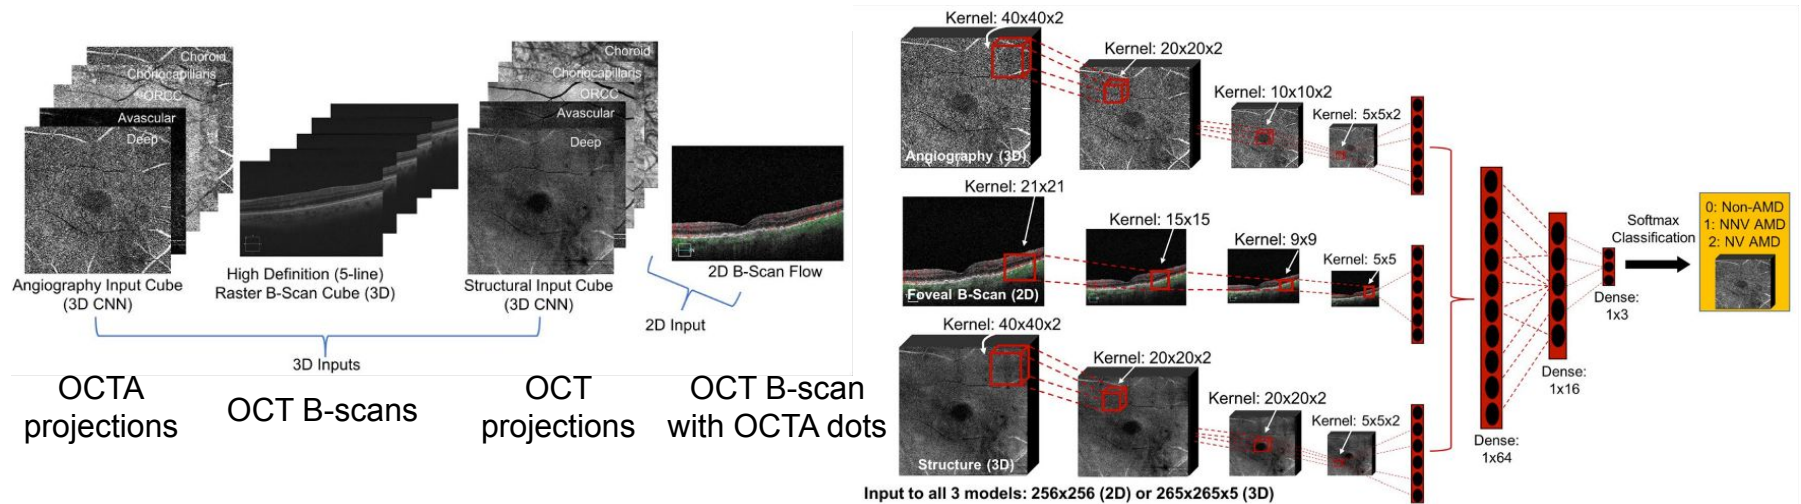 Choroid
Choriocapillaris
ORCC
Avascular
Deep
Angiography Input Cube
(3D CNN)
High Definition (5-line)
Raster B-Scan Cube (3D)
Choroid
Choriocapillaris
ORCC
Avascular
Deep
Structural Input Cube
(3D CNN)
2D B-Scan Flow
2D Input
3D Inputs
OCTA
projections
OCT B-scans
OCT
projections
OCT B-scan
with OCTA dots
Kernel: 40x40x2
Kernel: 20x20x2
Kernel: 10x10x2
Kernel: 5x5x2
Angiography (3D)
Kernel: 21x21
Kernel: 15x15
Kernel: 9x9
Kernel: 5x5
Foveal B-Scan (2D)
Kernel: 40x40x2
Kernel: 20x20x2
Kernel: 20x20x2
Kernel: 5x5x2
Structure (3D)
Input to all 3 models: 256x256 (2D) or 265x265x5 (3D)
Dense:
1x64
Dense:
1x16
Dense:
1x3
Softmax
Classification
0: Non-AMD
1: NNV AMD
2: NV AMD